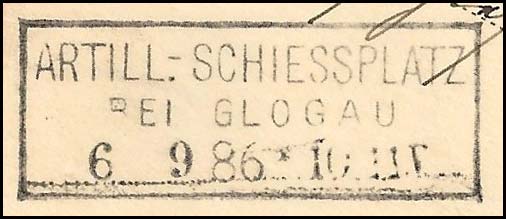 ARTILL.-SCHIESSPLATZ
BEI GLOGAU
6 9 86*